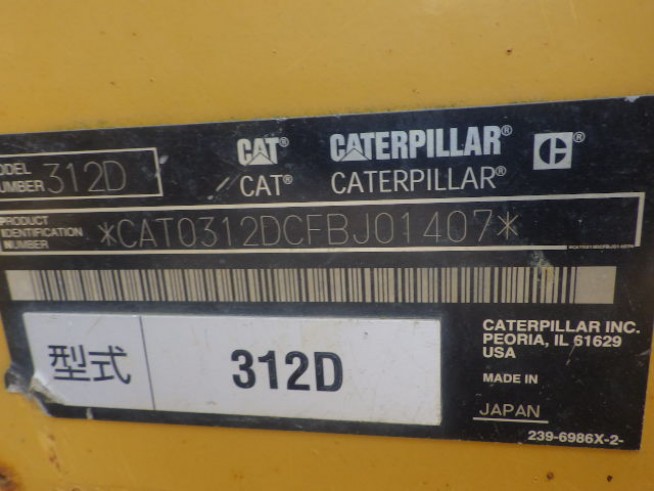 CAT® CATERPILLAR® C®
CAT® CATERPILLAR®
MODEL NUMBER 312D
PRODUCT IDENTIFICATION NUMBER *CAT0312DCFBJ01407*
型式 312D
CATERPILLAR INC.
PEORIA, IL 61629
USA
MADE IN
JAPAN
239-6986X-2-